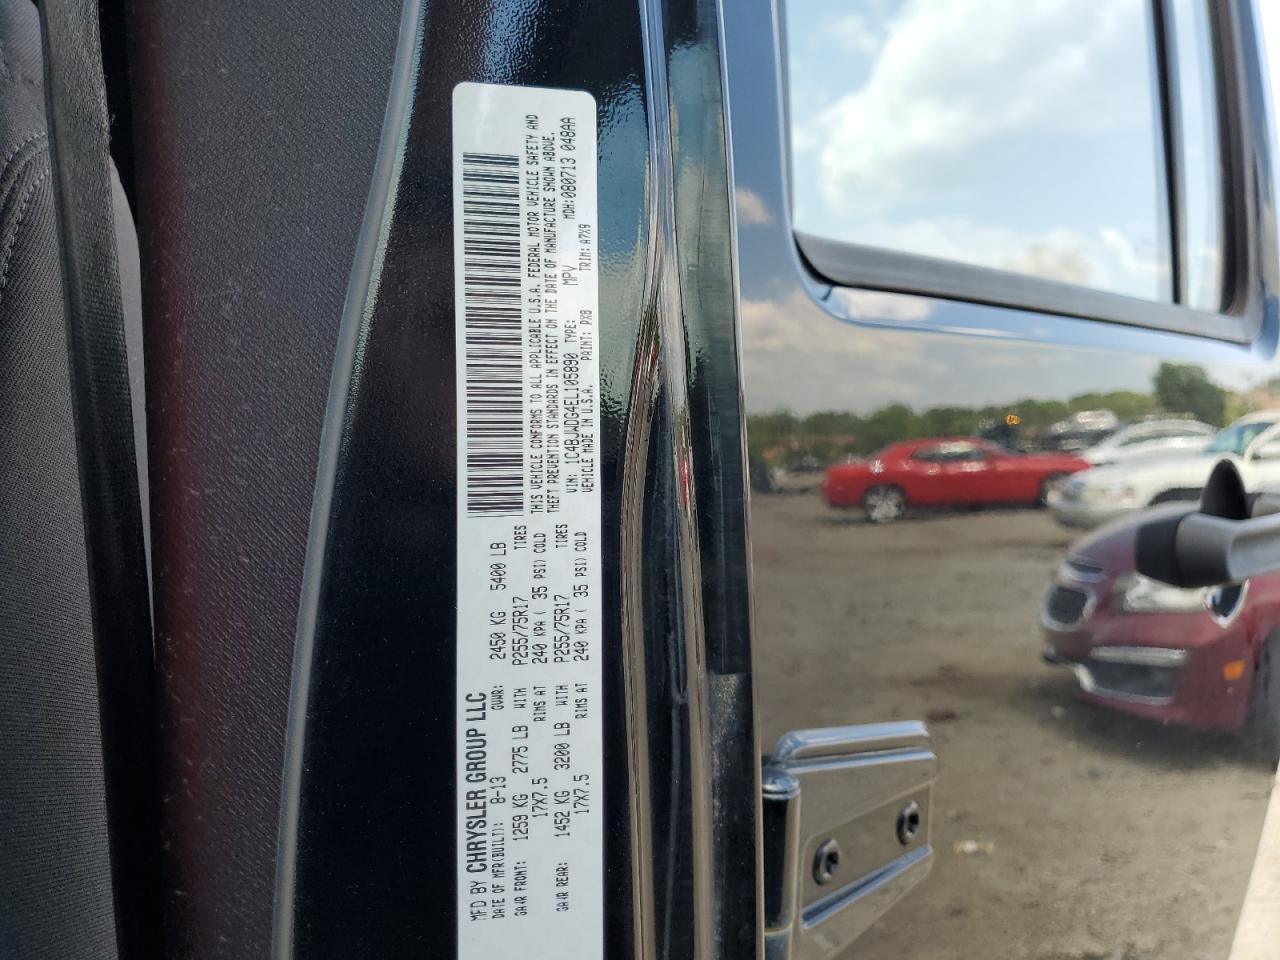 MFD BY CHRYSLER GROUP LLC
DATE OF MFR(BUILT): 8-13 GVWR: 2450 KG 5400 LB
GAWR FRONT: 1259 KG 2775 LB WITH P255/75R17 TIRES
17X7.5 RIMS AT 240 KPA ( 35 PSI) COLD
GAWR REAR: 1452 KG 3200 LB WITH P255/75R17 TIRES
17X7.5 RIMS AT 240 KPA ( 35 PSI) COLD
THIS VEHICLE CONFORMS TO ALL APPLICABLE U.S.A. FEDERAL MOTOR VEHICLE SAFETY AND
THEFT PREVENTION STANDARDS IN EFFECT ON THE DATE OF MANUFACTURE SHOWN ABOVE.
VIN: 1C4BJWDG4EL105890 TYPE: MPV MDH:080713 048AA
VEHICLE MADE IN U.S.A. PAINT: PX8 TRIM: A7X9